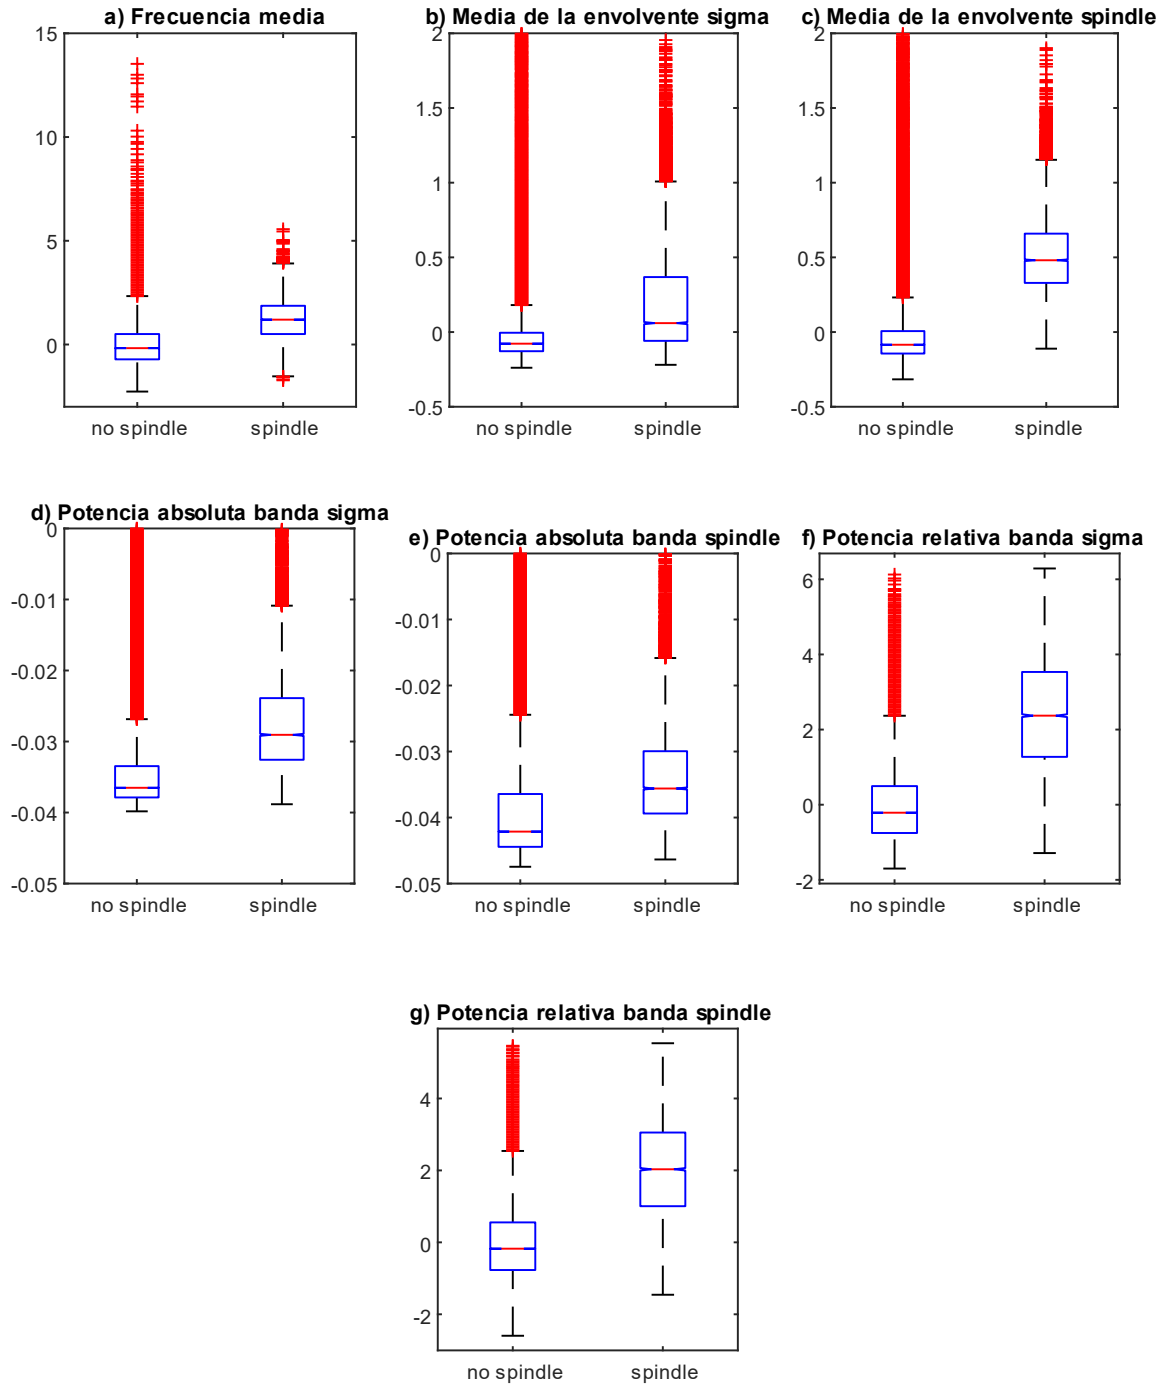 a) Frecuencia media
15
10
5
0
no spindle
spindle
b) Media de la envolvente sigma
2
1.5
1
0.5
0
-0.5
no spindle
spindle
c) Media de la envolvente spindle
2
1.5
1
0.5
0
-0.5
no spindle
spindle
d) Potencia absoluta banda sigma
0
-0.01
-0.02
-0.03
-0.04
-0.05
no spindle
spindle
e) Potencia absoluta banda spindle
0
-0.01
-0.02
-0.03
-0.04
-0.05
no spindle
spindle
f) Potencia relativa banda sigma
6
4
2
0
-2
no spindle
spindle
g) Potencia relativa banda spindle
4
2
0
-2
no spindle
spindle